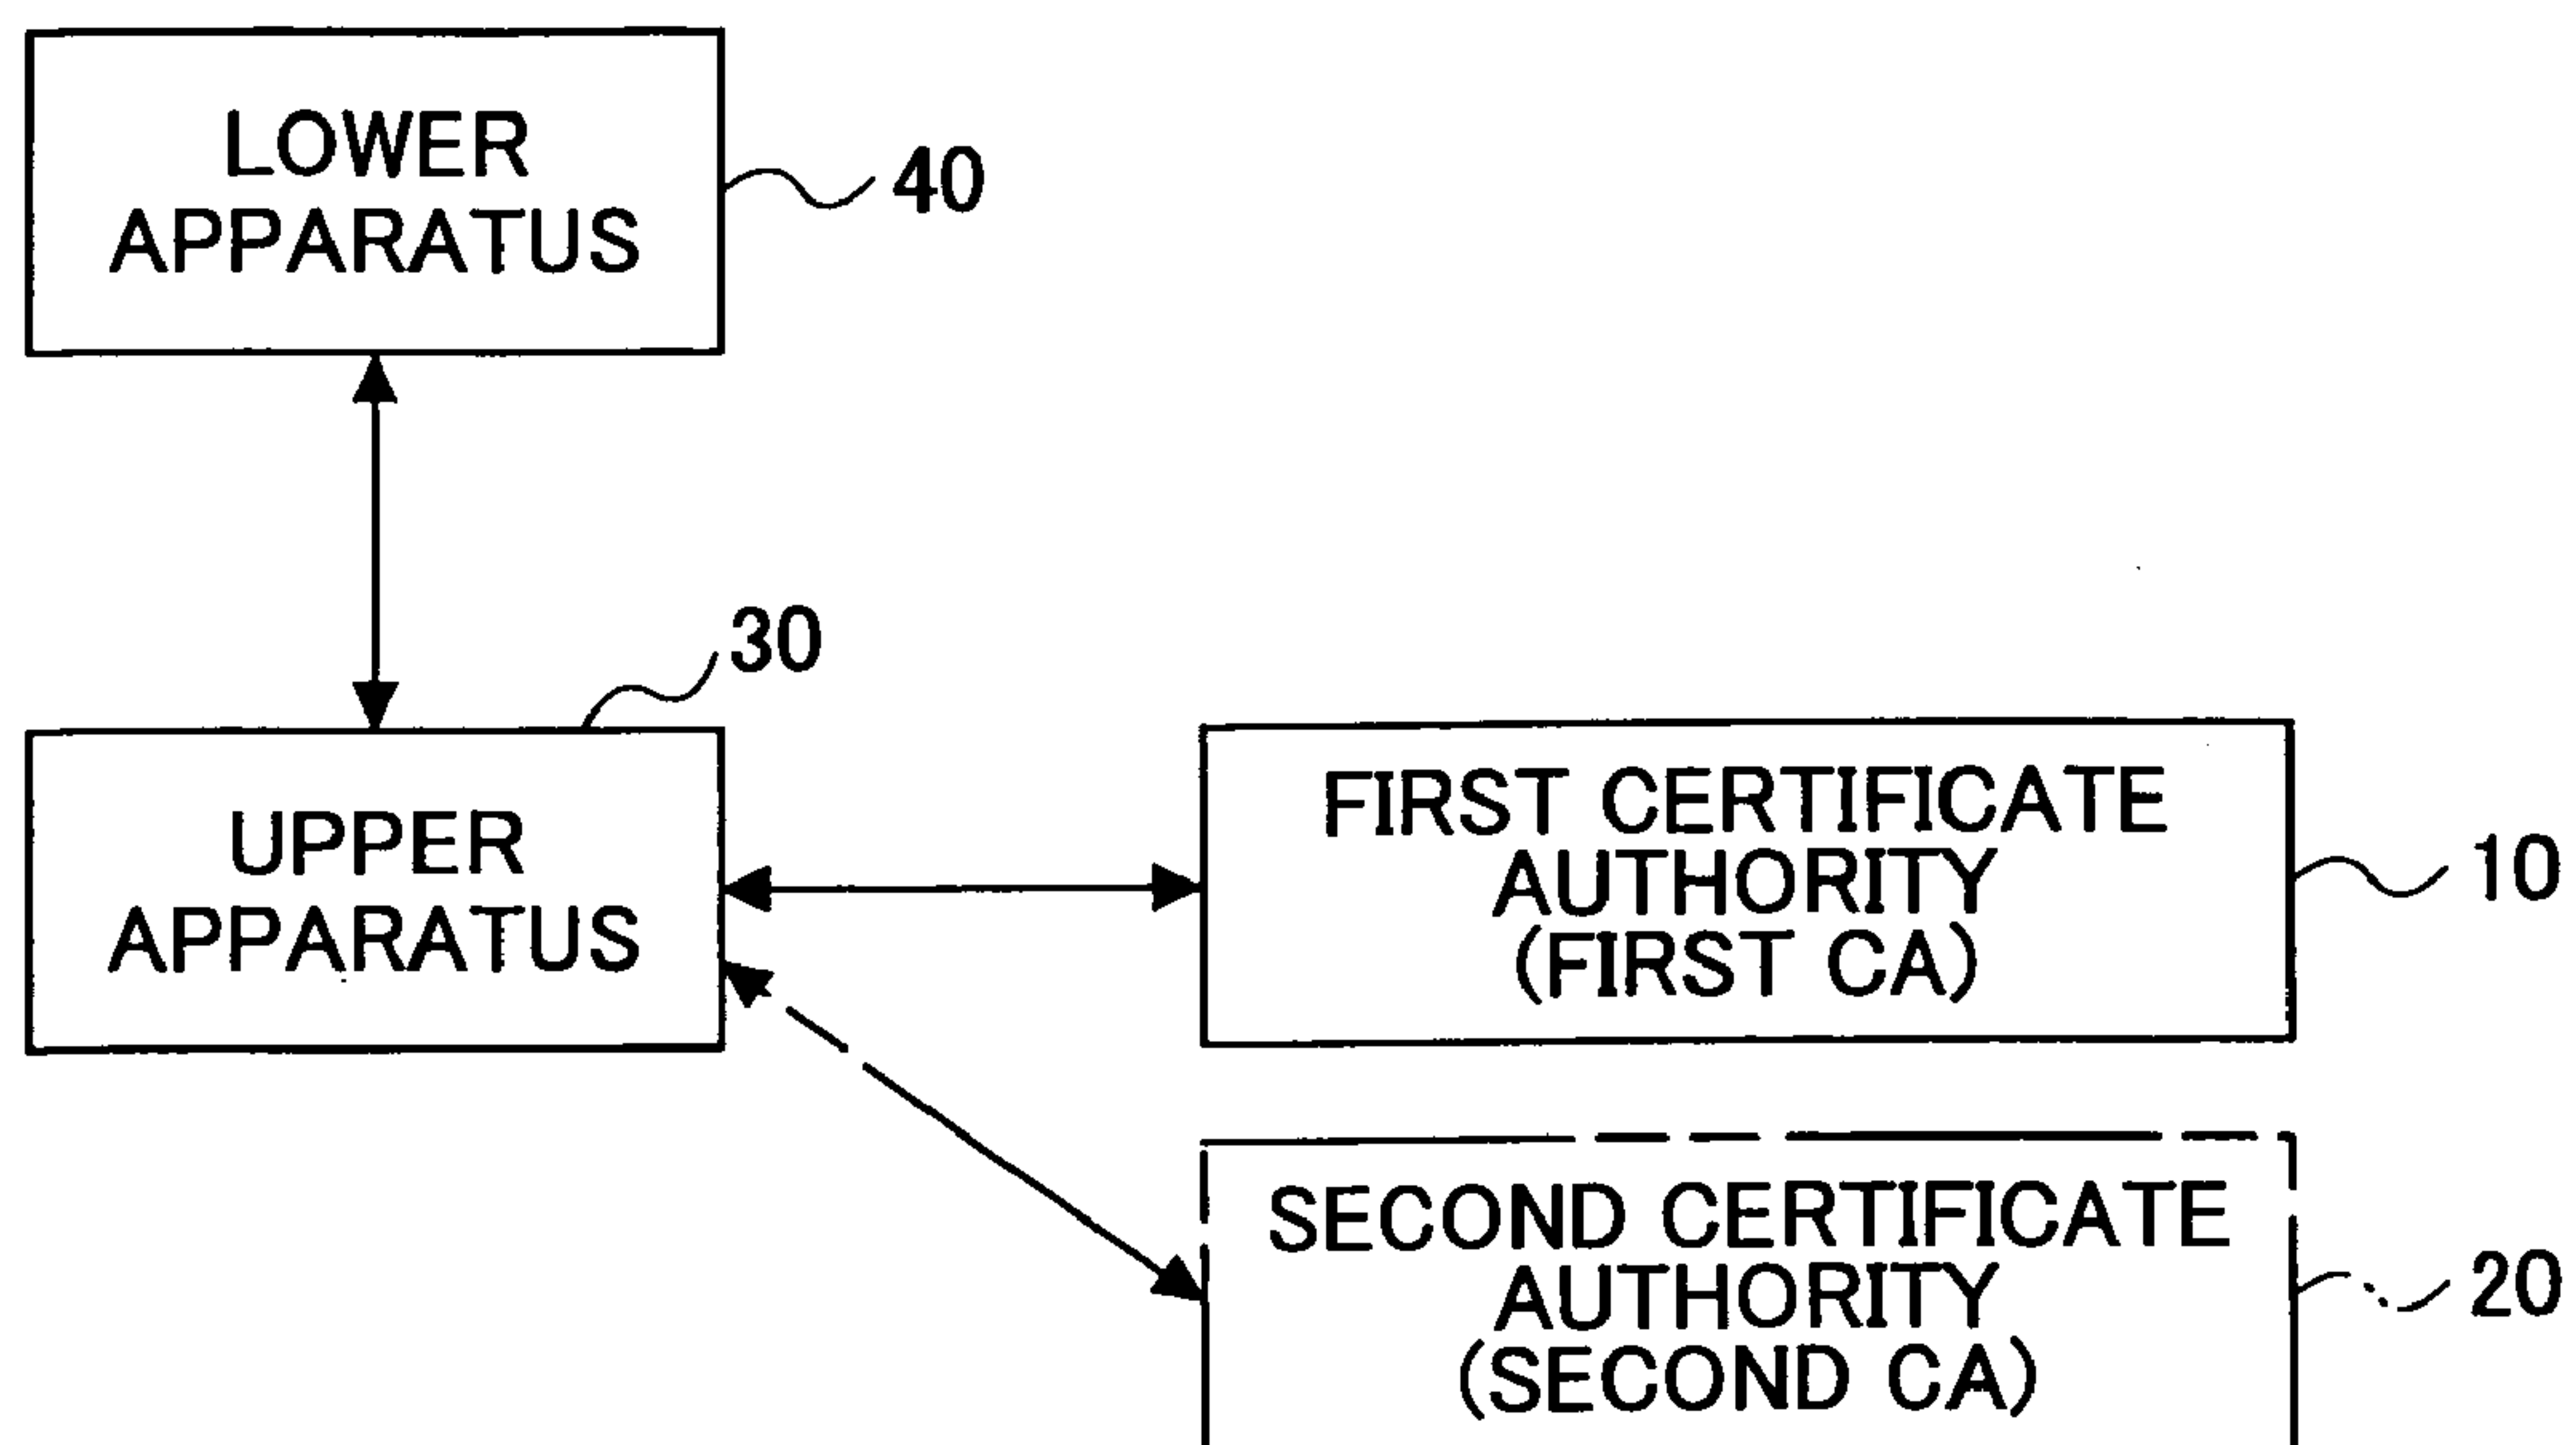 LOWER
APPARATUS
40
30
UPPER
APPARATUS
FIRST CERTIFICATE
AUTHORITY
(FIRST CA)
10
SECOND CERTIFICATE
AUTHORITY
(SECOND CA)
20